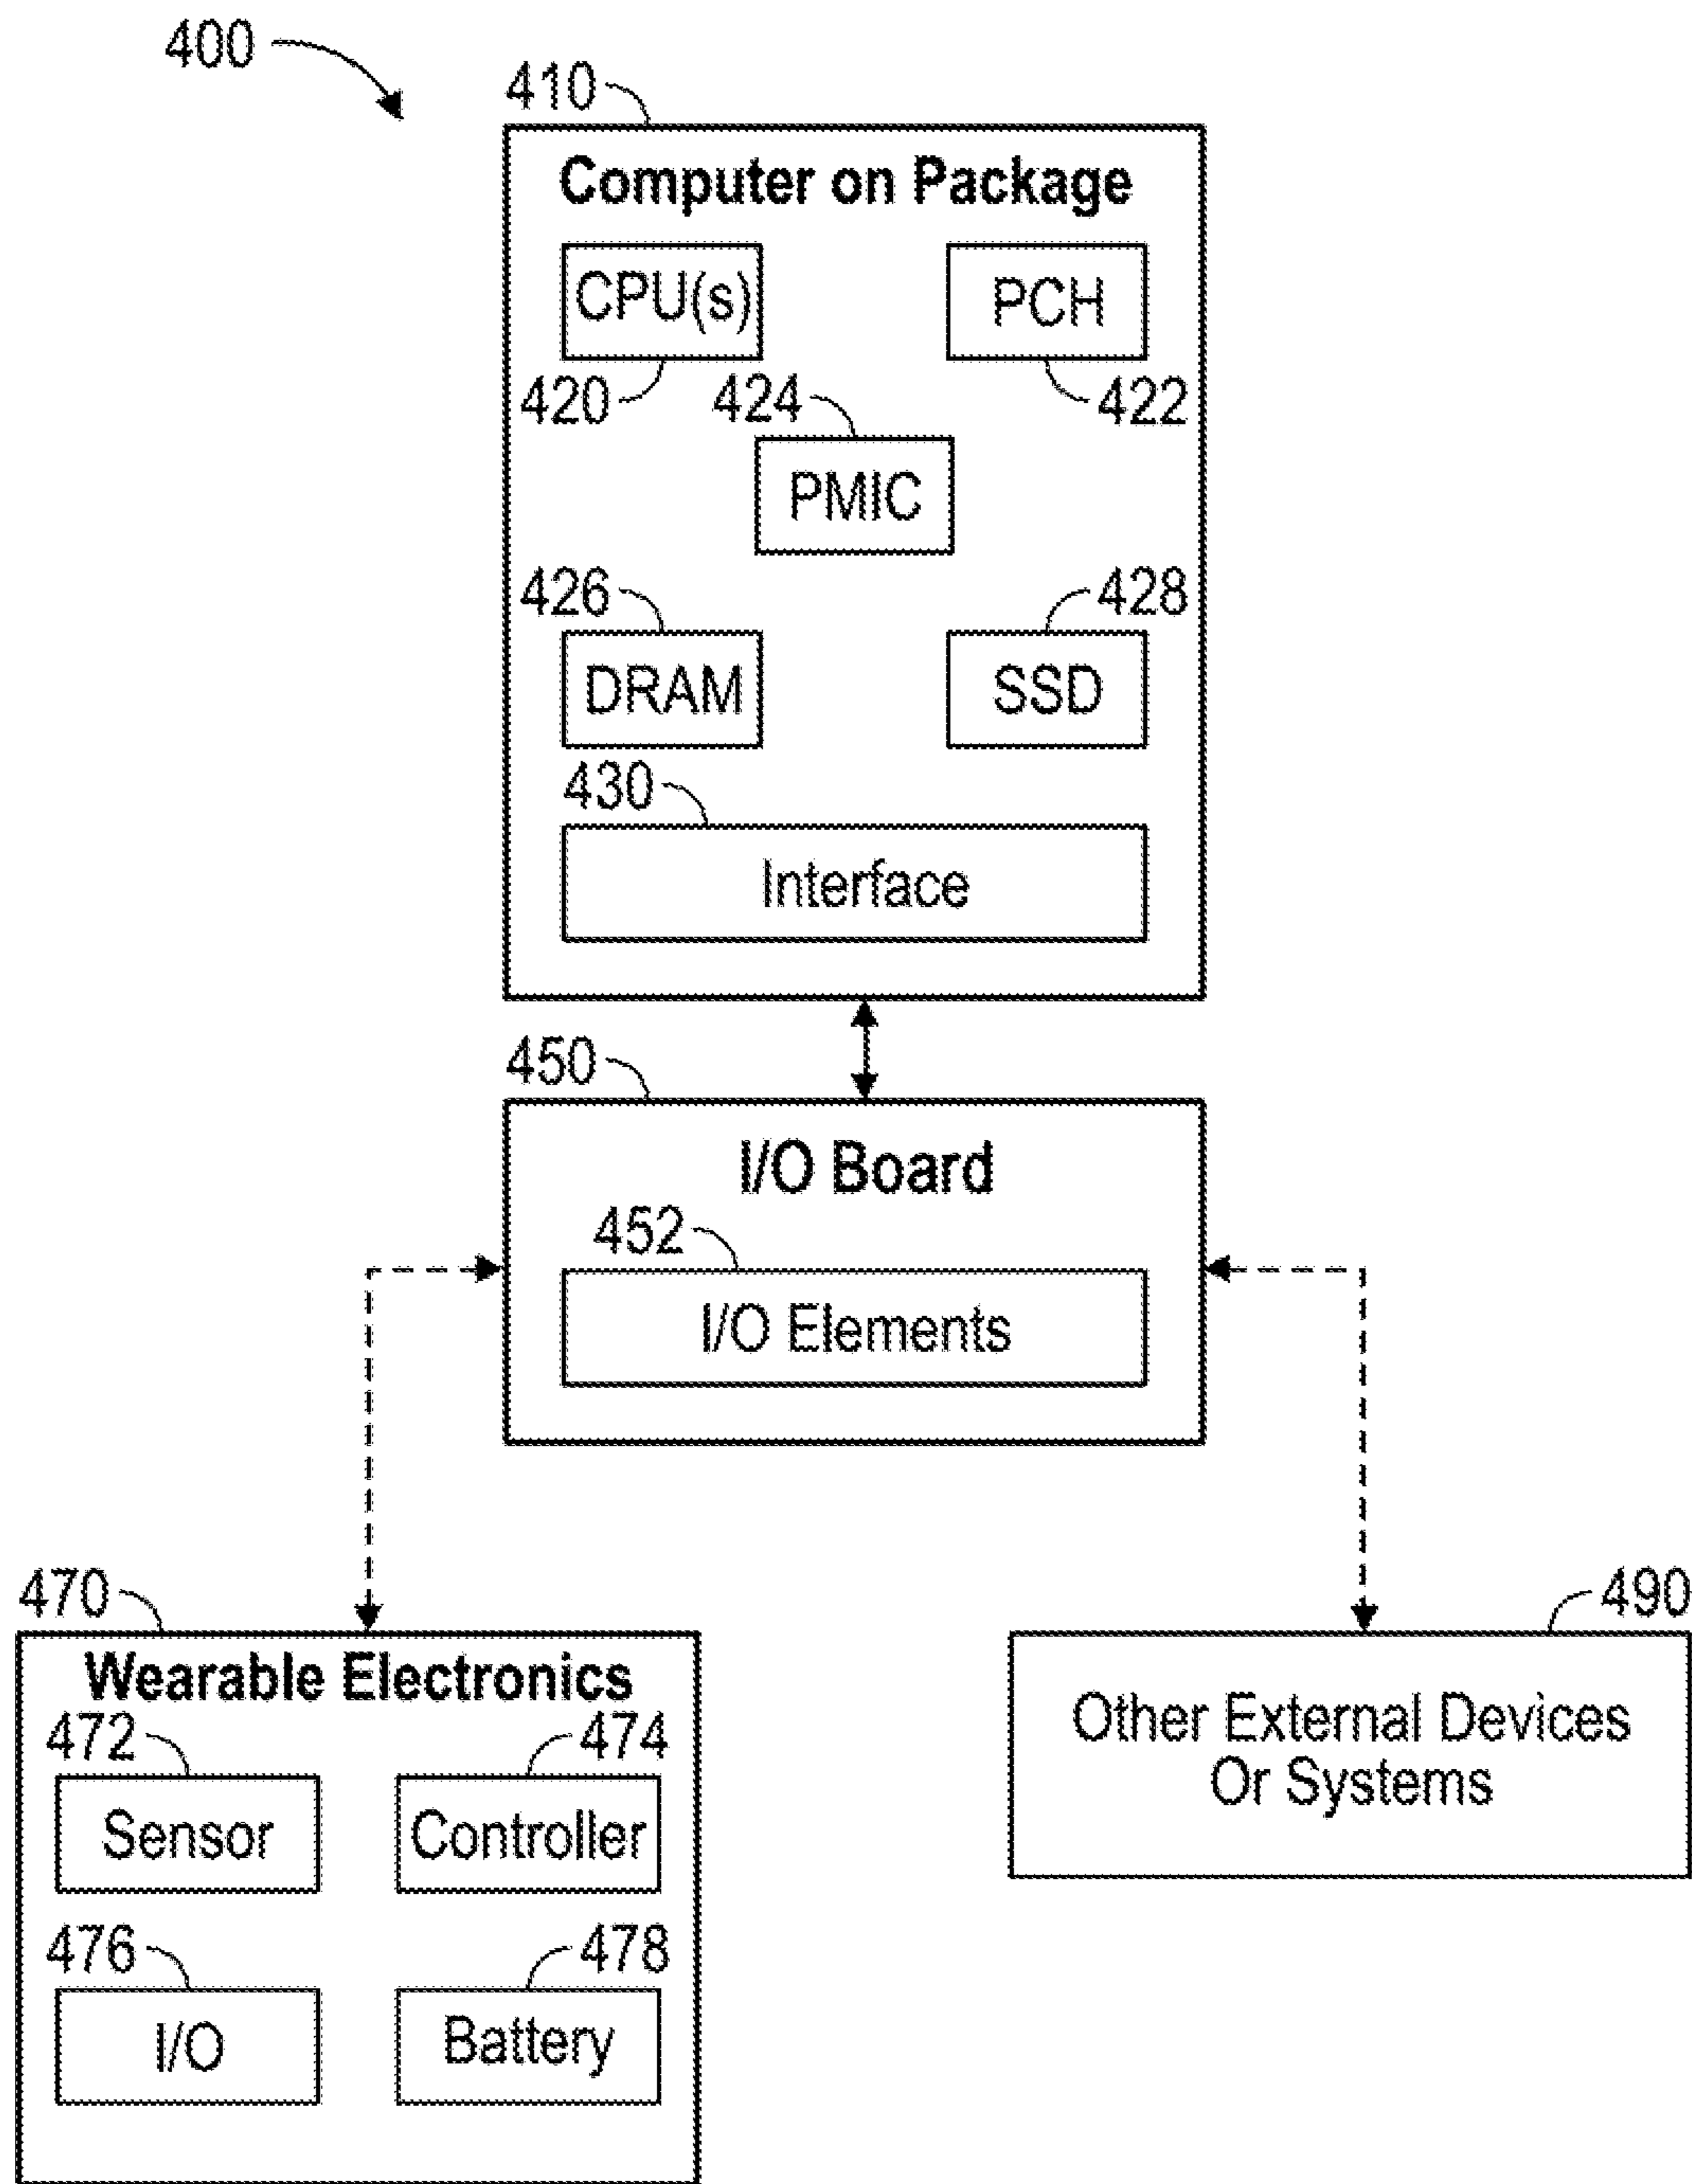 400
410
Computer on Package
CPU(s)
PCH
420
424
422
PMIC
426
428
DRAM
SSD
430
Interface
450
I/O Board
452
I/O Elements
470
490
Wearable Electronics
Other External Devices
Or Systems
472
474
Sensor
Controller
476
478
I/O
Battery